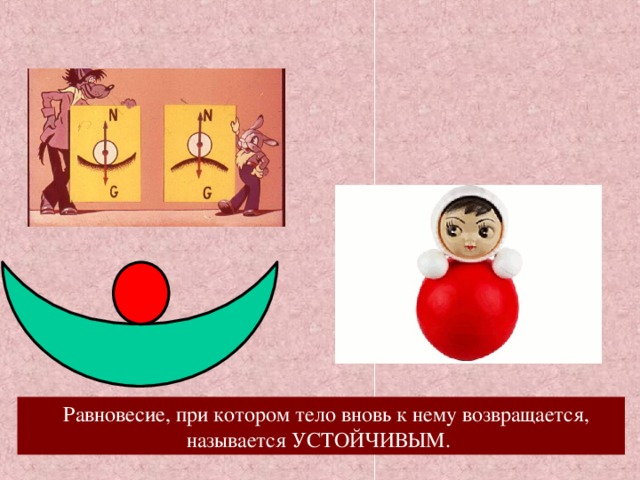 N N
G G
Равновесие, при котором тело вновь к нему возвращается,
называется УСТОЙЧИВЫМ.